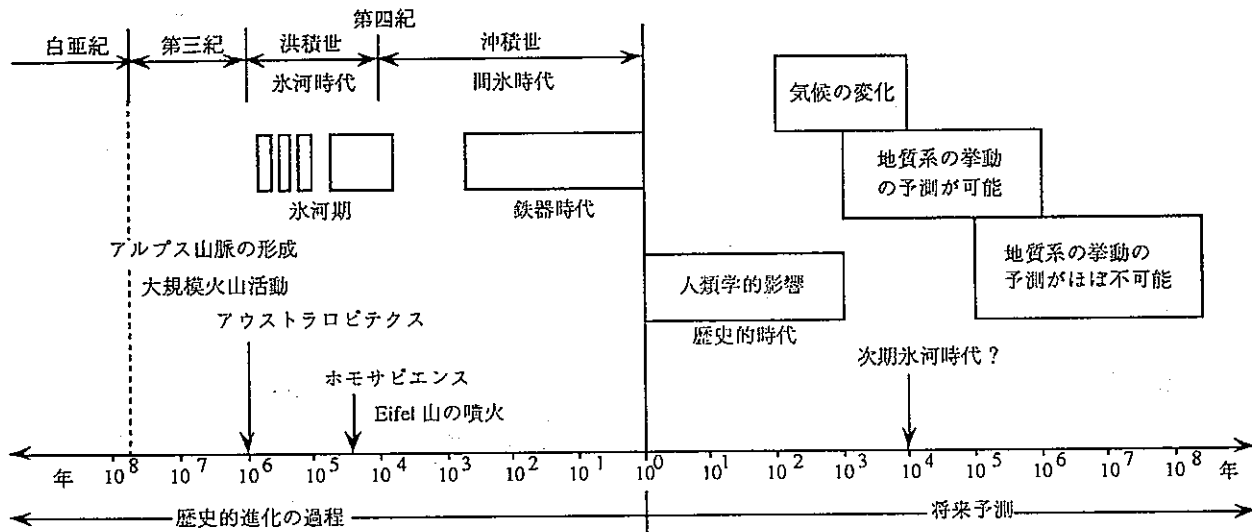 第四紀
白亜紀 第三紀 洪積世 沖積世
氷河時代 間氷時代
氷河期 鉄器時代
アルプス山脈の形成
大規模火山活動
アウストラロピテクス
ホモサピエンス
Eifel 山の噴火
気候の変化
地質系の挙動
の予測が可能
地質系の挙動の
予測がほぼ不可能
人類学的影響
歴史的時代
次期氷河時代？
年 10^8 10^7 10^6 10^5 10^4 10^3 10^2 10^1 10^0 10^1 10^2 10^3 10^4 10^5 10^6 10^7 10^8 年
歴史的進化の過程 将来予測